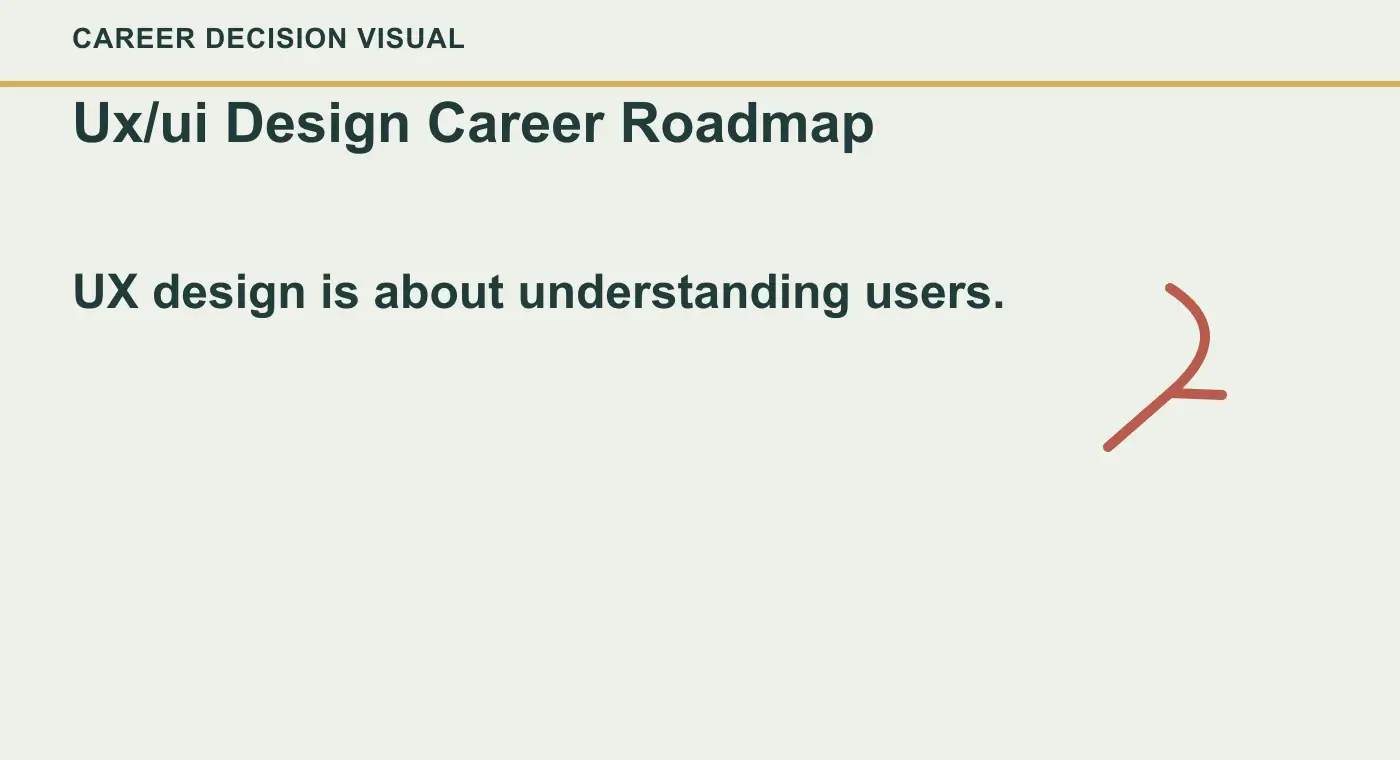 CAREER DECISION VISUAL
Ux/ui Design Career Roadmap
UX design is about understanding users.